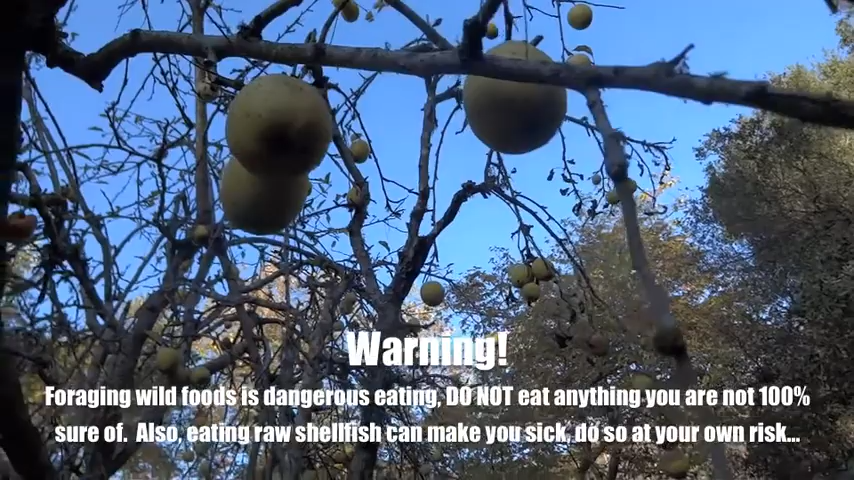 Warning!
Foraging wild foods is dangerous eating, DO NOT eat anything, you are not 100%
sure of.  Also, eating raw shellfish can make you sick, do so at your own risk...